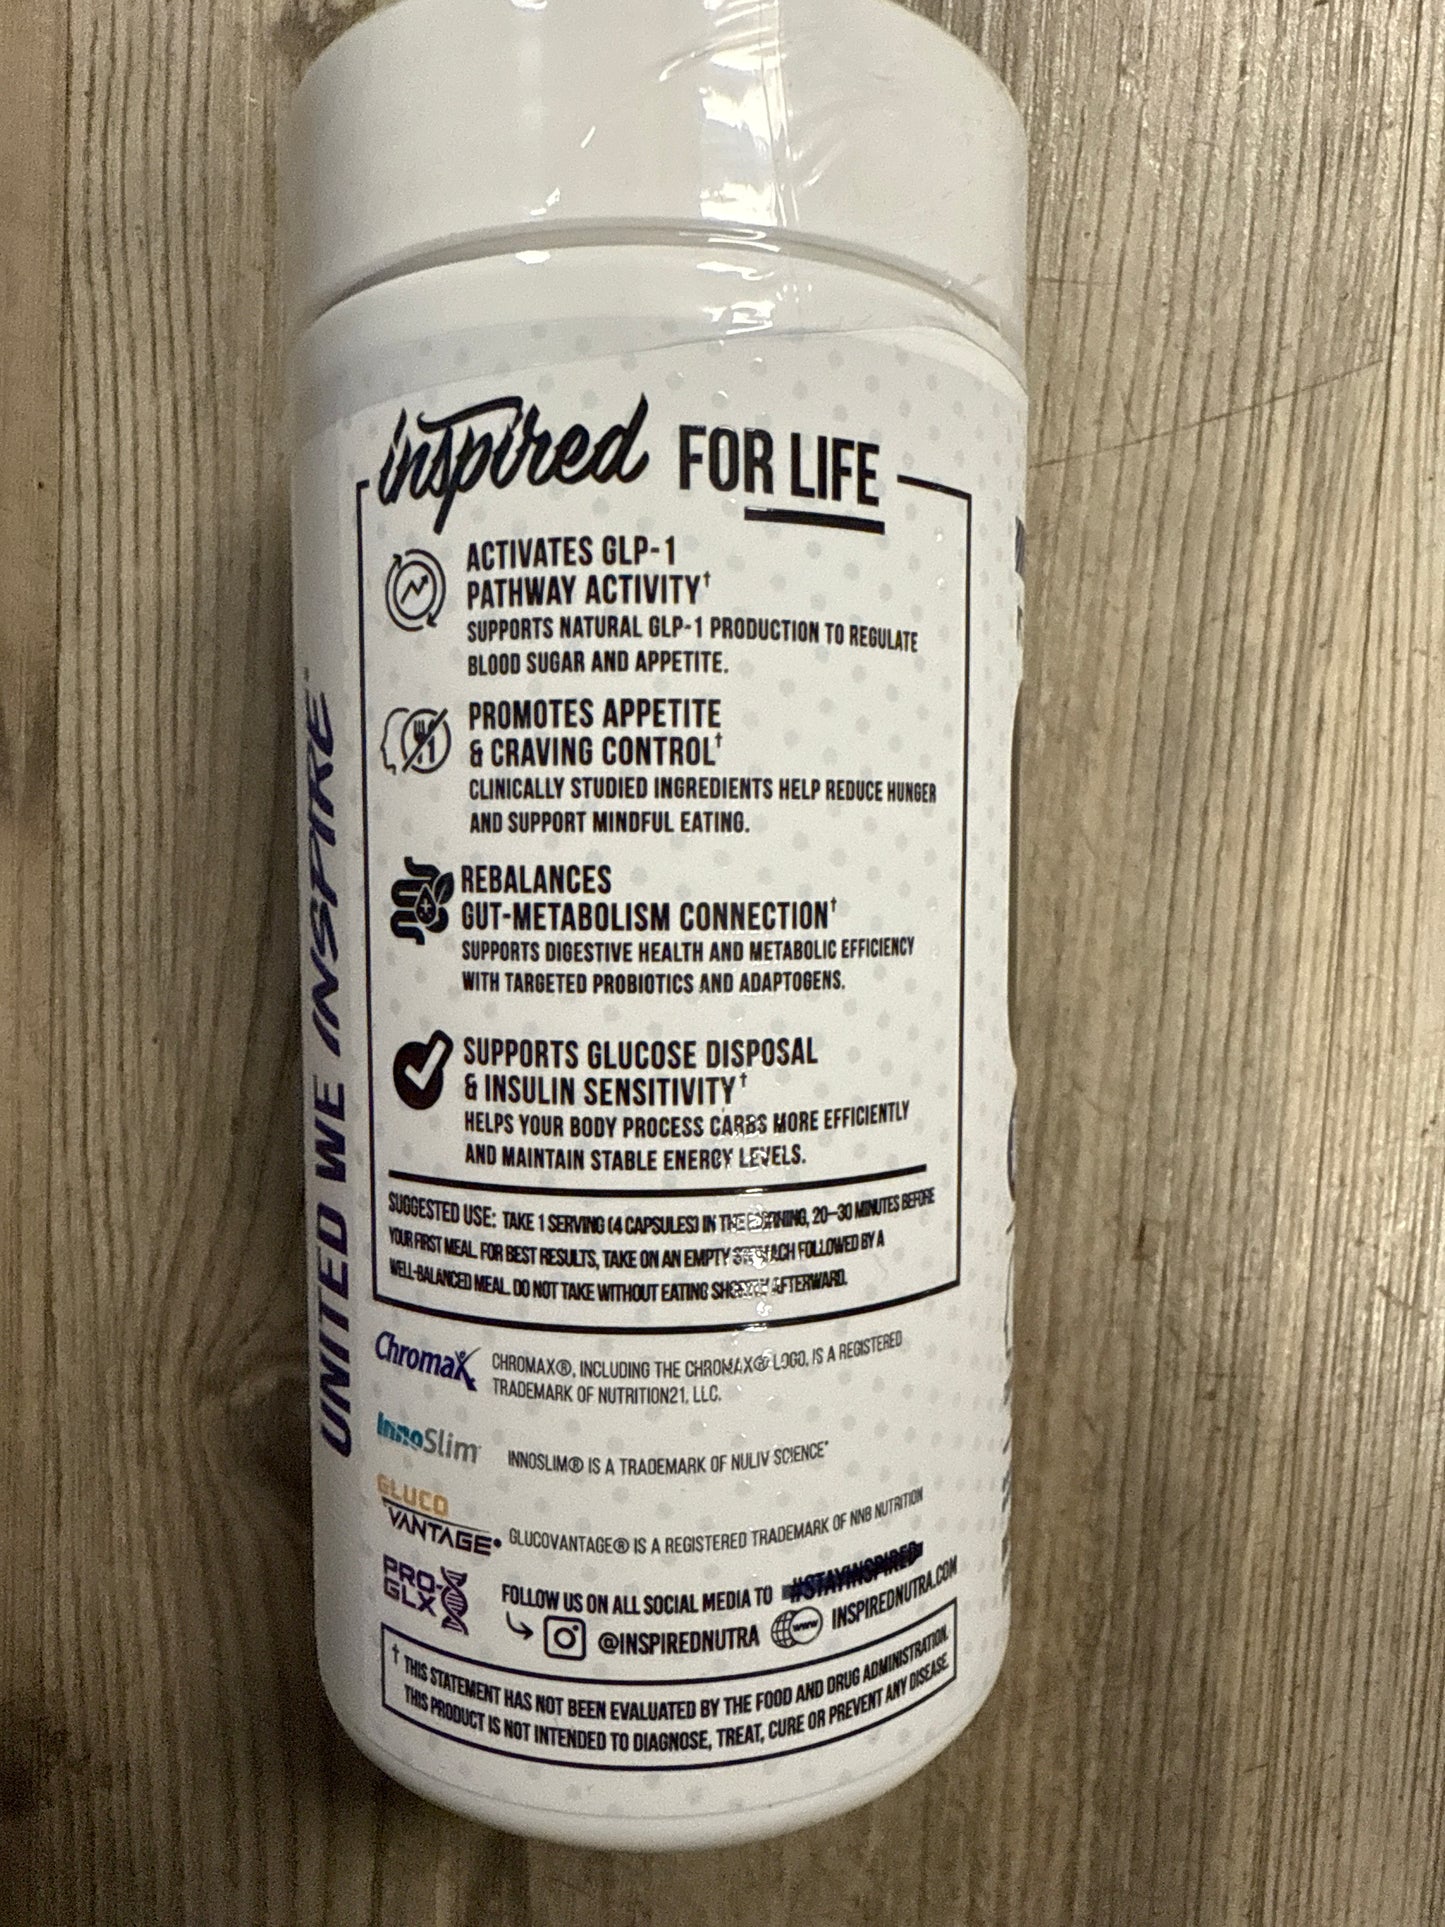 inspired FOR LIFE
ACTIVATES GLP-1
PATHWAY ACTIVITY†
SUPPORTS NATURAL GLP-1 PRODUCTION TO REGULATE
BLOOD SUGAR AND APPETITE.
PROMOTES APPETITE
& CRAVING CONTROL†
CLINICALLY STUDIED INGREDIENTS HELP REDUCE HUNGER
AND SUPPORT MINDFUL EATING.
REBALANCES
GUT-METABOLISM CONNECTION†
SUPPORTS DIGESTIVE HEALTH AND METABOLIC EFFICIENCY
WITH TARGETED PROBIOTICS AND ADAPTOGENS.
SUPPORTS GLUCOSE DISPOSAL
& INSULIN SENSITIVITY†
HELPS YOUR BODY PROCESS CARBS MORE EFFICIENTLY
AND MAINTAIN STABLE ENERGY LEVELS.
SUGGESTED USE: TAKE 1 SERVING (4 CAPSULES) IN THE MORNING, 20–30 MINUTES BEFORE
YOUR FIRST MEAL. FOR BEST RESULTS, TAKE ON AN EMPTY STOMACH FOLLOWED BY A
WELL-BALANCED MEAL. DO NOT TAKE WITHOUT EATING SHORTLY AFTERWARD.
UNITED WE INSPIRE
ChromaX
CHROMAX®, INCLUDING THE CHROMAX® LOGO, IS A REGISTERED
TRADEMARK OF NUTRITION21, LLC.
InnoSlim
INNOSLIM® IS A TRADEMARK OF NULIV SCIENCE
GLUCO
VANTAGE
GLUCOVANTAGE® IS A REGISTERED TRADEMARK OF NNB NUTRITION
PRO-
GLX
FOLLOW US ON ALL SOCIAL MEDIA TO #STAYINSPIRED
@INSPIREDNUTRA www INSPIREDNUTRA.COM
† THIS STATEMENT HAS NOT BEEN EVALUATED BY THE FOOD AND DRUG ADMINISTRATION.
THIS PRODUCT IS NOT INTENDED TO DIAGNOSE, TREAT, CURE OR PREVENT ANY DISEASE.